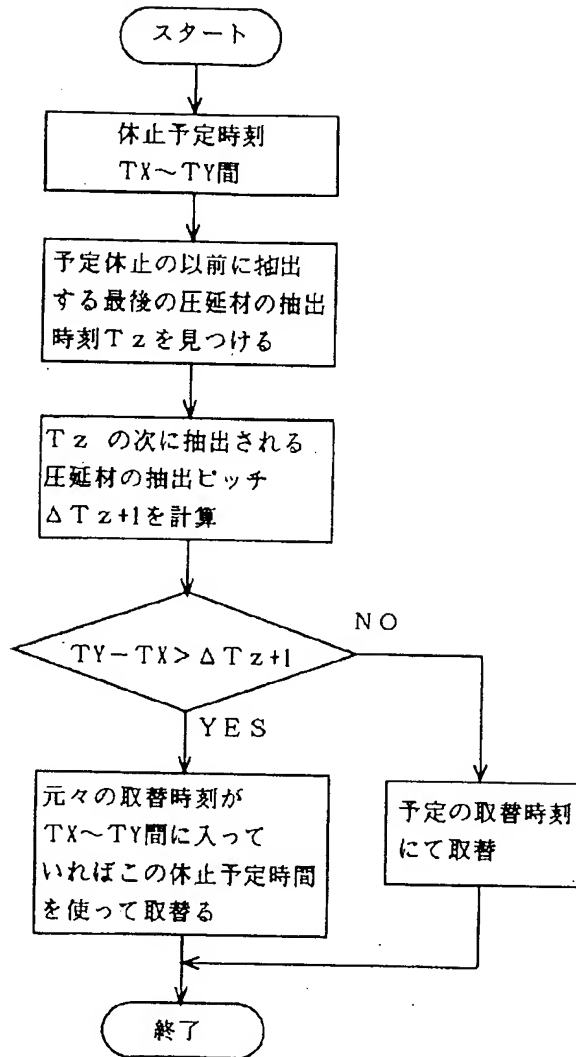 スタート
休止予定時刻
TX～TY間
予定休止の以前に抽出
する最後の圧延材の抽出
時刻Tzを見つける
Tz の次に抽出される
圧延材の抽出ピッチ
ΔTz+1を計算
TY－TX＞ΔTz+1
NO
YES
元々の取替時刻が
TX～TY間に入って
いればこの休止予定時間
を使って取替る
予定の取替時刻
にて取替
終了